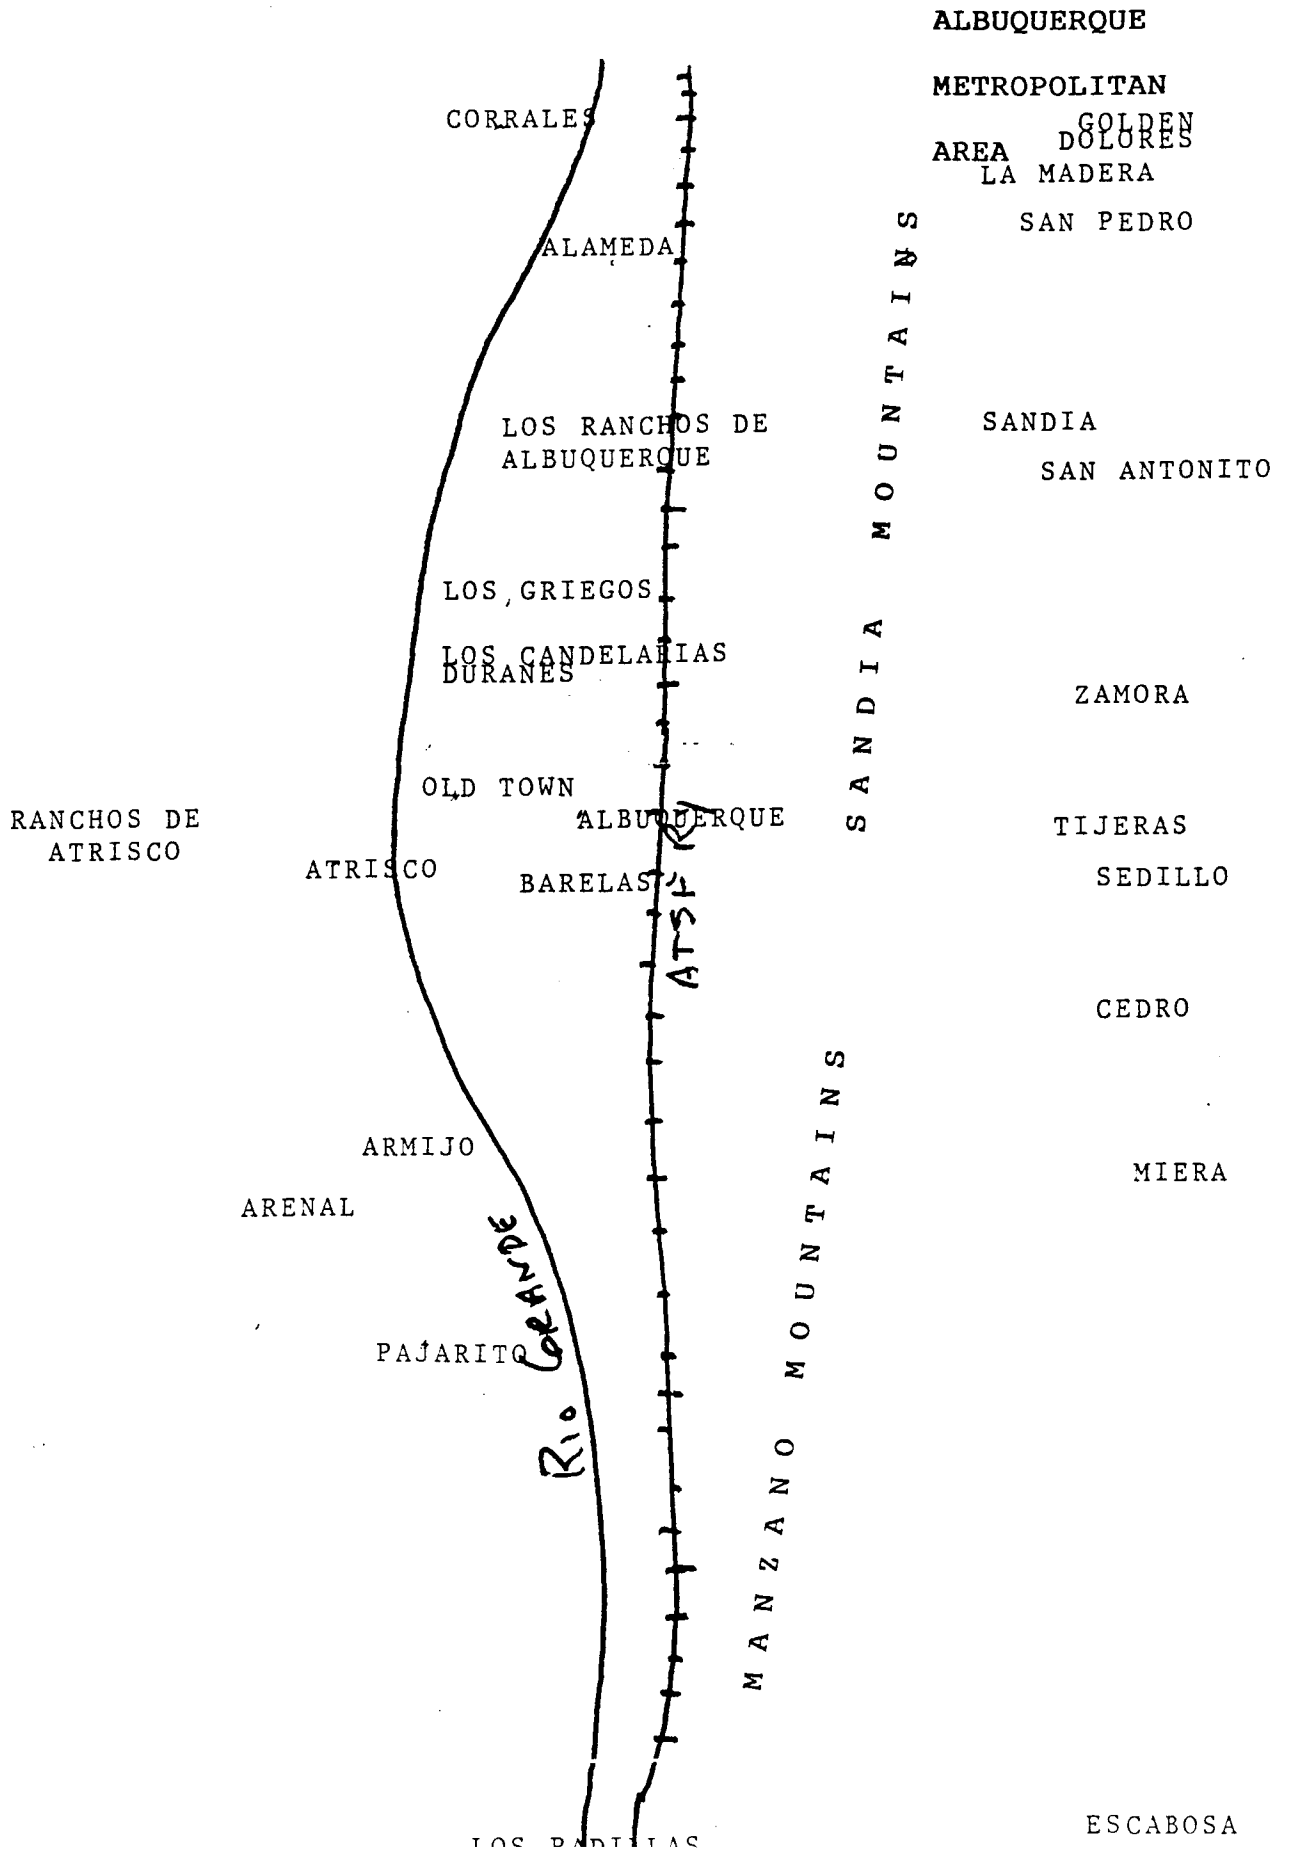 ALBUQUERQUE
METROPOLITAN
AREA
GOLDEN
DOLORES
LA MADERA
CORRALES
SAN PEDRO
ALAMEDA
SANDIA MOUNTAINS
LOS RANCHOS DE
ALBUQUERQUE
SANDIA
SAN ANTONITO
LOS GRIEGOS
LOS CANDELARIAS
DURANES
ZAMORA
OLD TOWN
ALBUQUERQUE
RANCHOS DE
ATRISCO
TIJERAS
ATRISCO
BARELAS
SEDILLO
ATSF RY
CEDRO
MANZANO MOUNTAINS
ARMIJO
MIERA
ARENAL
RIO GRANDE
PAJARITO
ESCABOSA
LOS PADILLAS